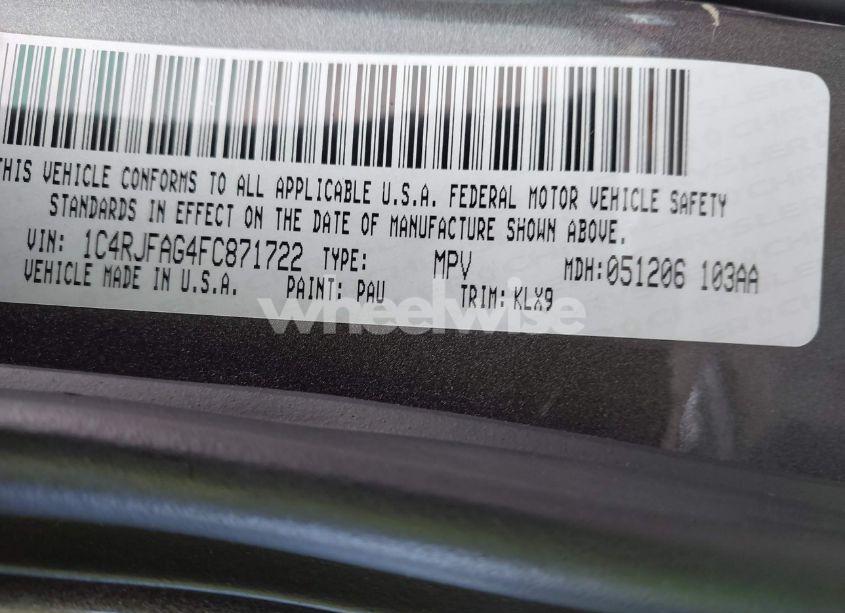 THIS VEHICLE CONFORMS TO ALL APPLICABLE U.S.A. FEDERAL MOTOR VEHICLE SAFETY
STANDARDS IN EFFECT ON THE DATE OF MANUFACTURE SHOWN ABOVE.
VIN: 1C4RJFAG4FC871722 TYPE: MPV MDH:051206 103AA
VEHICLE MADE IN U.S.A. PAINT: PAU TRIM: KLX9
wheelwise